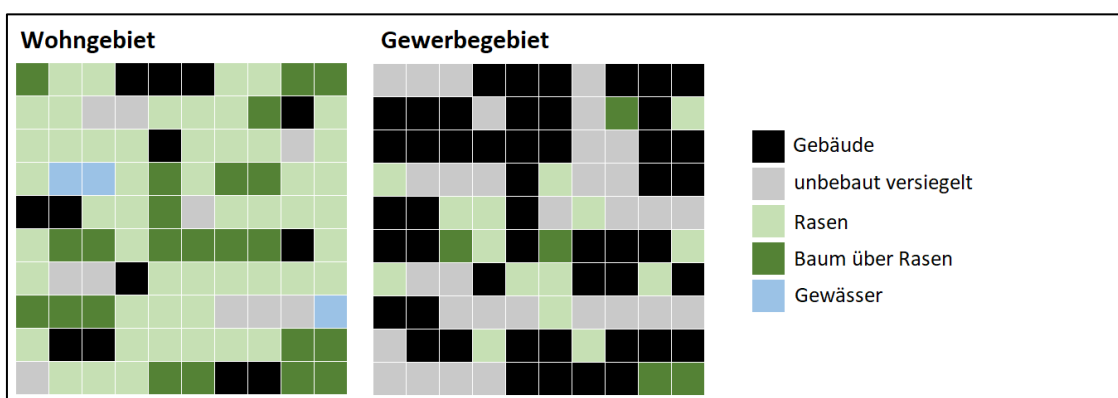 Wohngebiet
Gewerbegebiet
Gebäude
unbebaut versiegelt
Rasen
Baum über Rasen
Gewässer